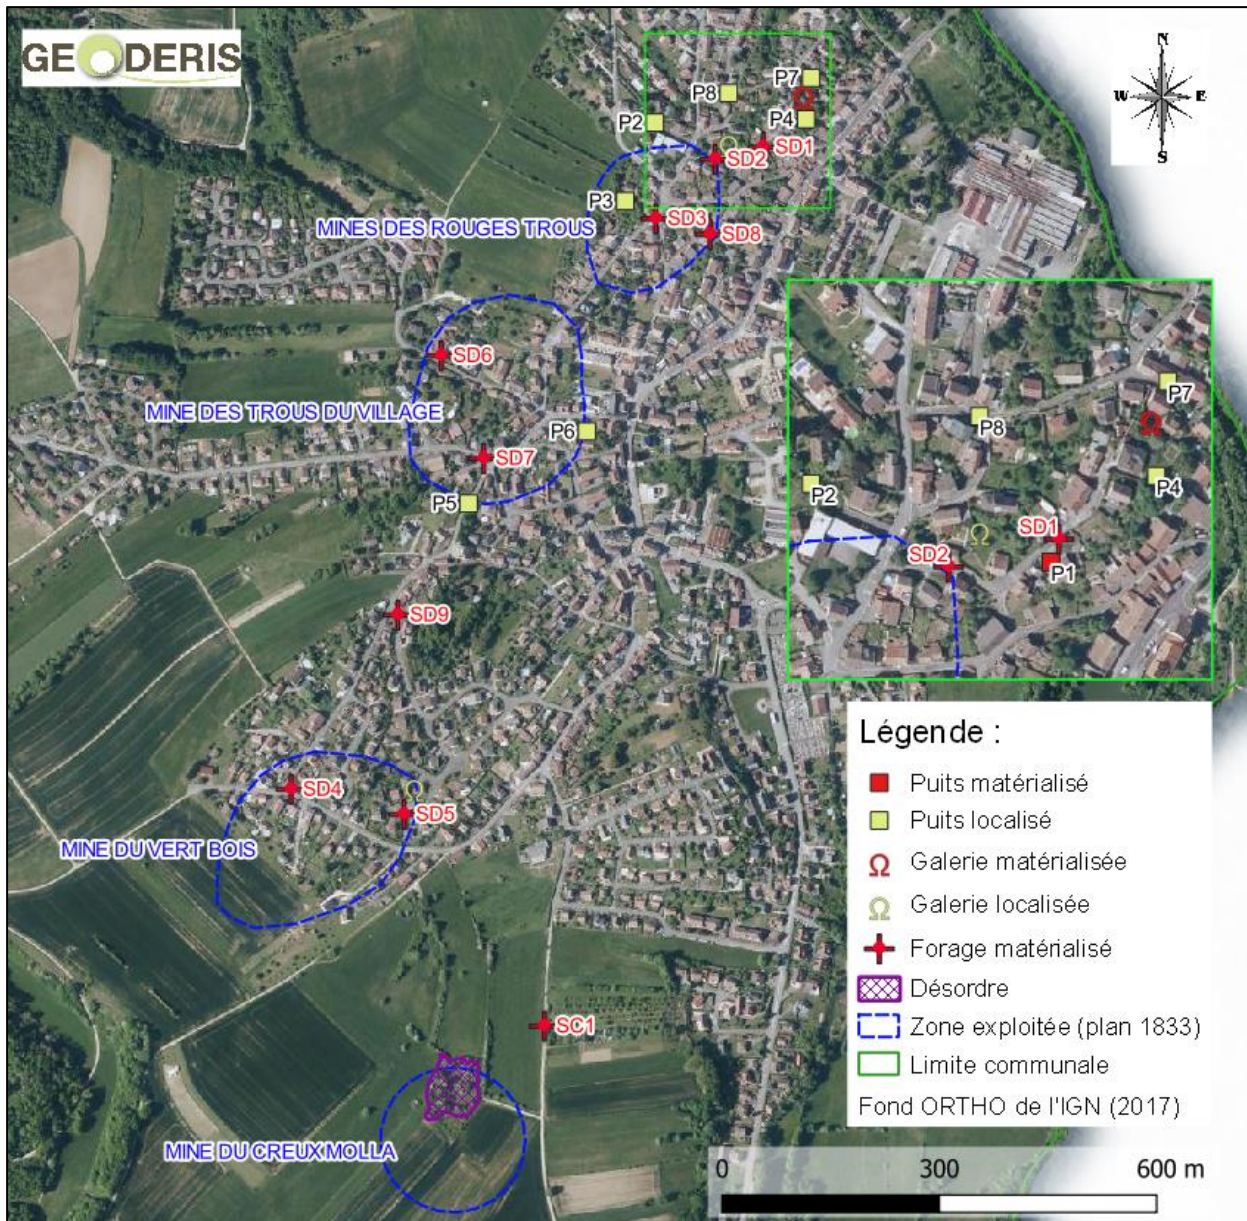 GEODERIS
N
W E
S
P7
P8
P2
P4
SD1
SD2
P3
SD3
MINES DES ROUGES TROUS
SD8
SD6
MINE DES TROUS DU VILLAGE
P6
SD7
P5
P7
P8
P4
P2
SD1
SD2
P1
SD9
SD4
SD5
MINE DU VERT BOIS
SC1
MINE DU CREUX MOLLA
Légende :
Puits matérialisé
Puits localisé
Ω Galerie matérialisée
Ω Galerie localisée
Forage matérialisé
Désordre
Zone exploitée (plan 1833)
Limite communale
Fond ORTHO de l'IGN (2017)
0 300 600 m